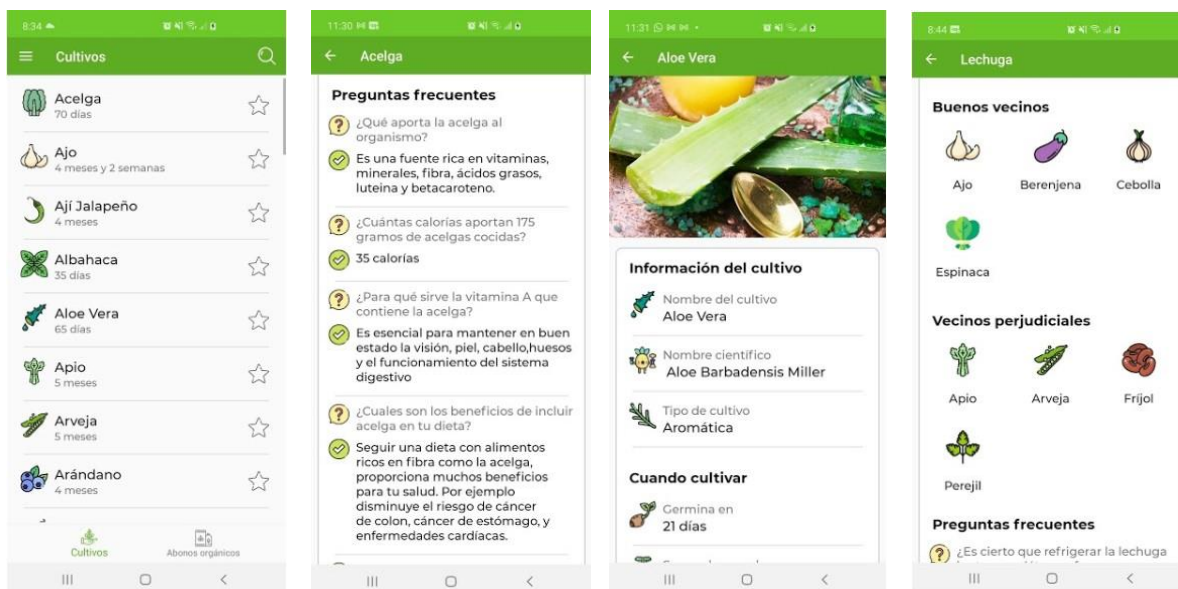 8:34
Cultivos
Acelga
70 días
Ajo
4 meses y 2 semanas
Ají Jalapeño
4 meses
Albahaca
35 días
Aloe Vera
65 días
Apio
5 meses
Arveja
5 meses
Arándano
4 meses
Cultivos
Abonos orgánicos
11:30
Acelga
Preguntas frecuentes
¿Qué aporta la acelga al
organismo?
Es una fuente rica en vitaminas,
minerales, fibra, ácidos grasos,
luteina y betacaroteno.
¿Cuántas calorías aportan 175
gramos de acelgas cocidas?
35 calorías
¿Para qué sirve la vitamina A que
contiene la acelga?
Es esencial para mantener en buen
estado la visión, piel, cabello,huesos
y el funcionamiento del sistema
digestivo
¿Cuales son los beneficios de incluir
acelga en tu dieta?
Seguir una dieta con alimentos
ricos en fibra como la acelga,
proporciona muchos beneficios
para tu salud. Por ejemplo
disminuye el riesgo de cáncer
de colon, cáncer de estómago, y
enfermedades cardíacas.
11:31
Aloe Vera
Información del cultivo
Nombre del cultivo
Aloe Vera
Nombre científico
Aloe Barbadensis Miller
Tipo de cultivo
Aromática
Cuando cultivar
Germina en
21 días
8:44
Lechuga
Buenos vecinos
Ajo
Berenjena
Cebolla
Espinaca
Vecinos perjudiciales
Apio
Arveja
Fríjol
Perejil
Preguntas frecuentes
¿Es cierto que refrigerar la lechuga